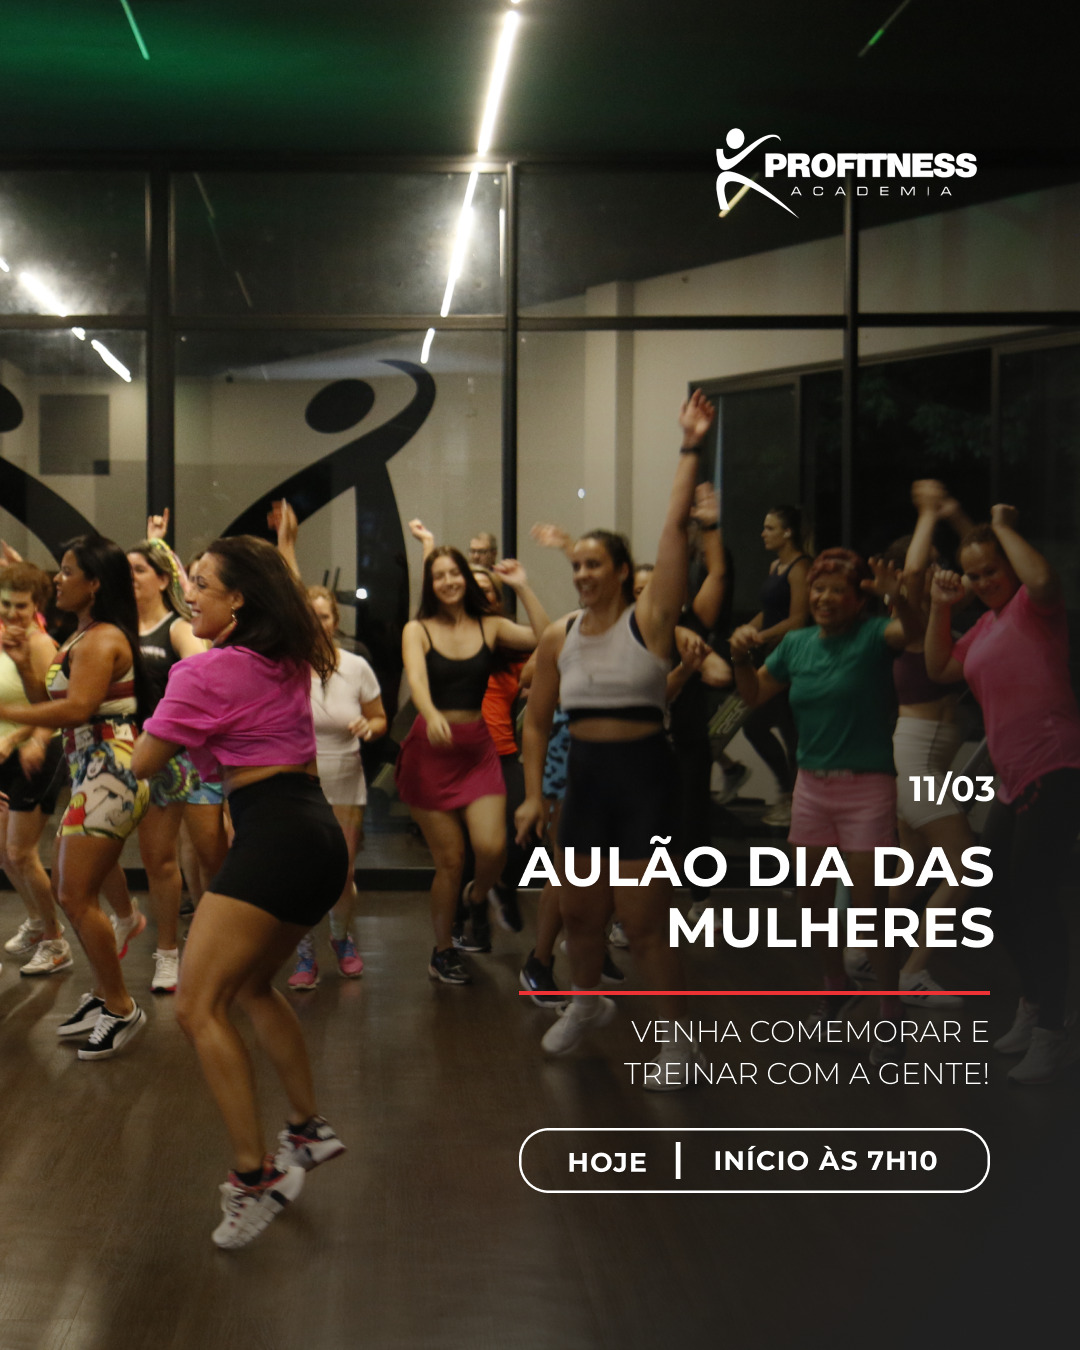 PROFITNESS
ACADEMIA
11/03
AULÃO DIA DAS
MULHERES
VENHA COMEMORAR E
TREINAR COM A GENTE!
HOJE | INÍCIO ÀS 7H10